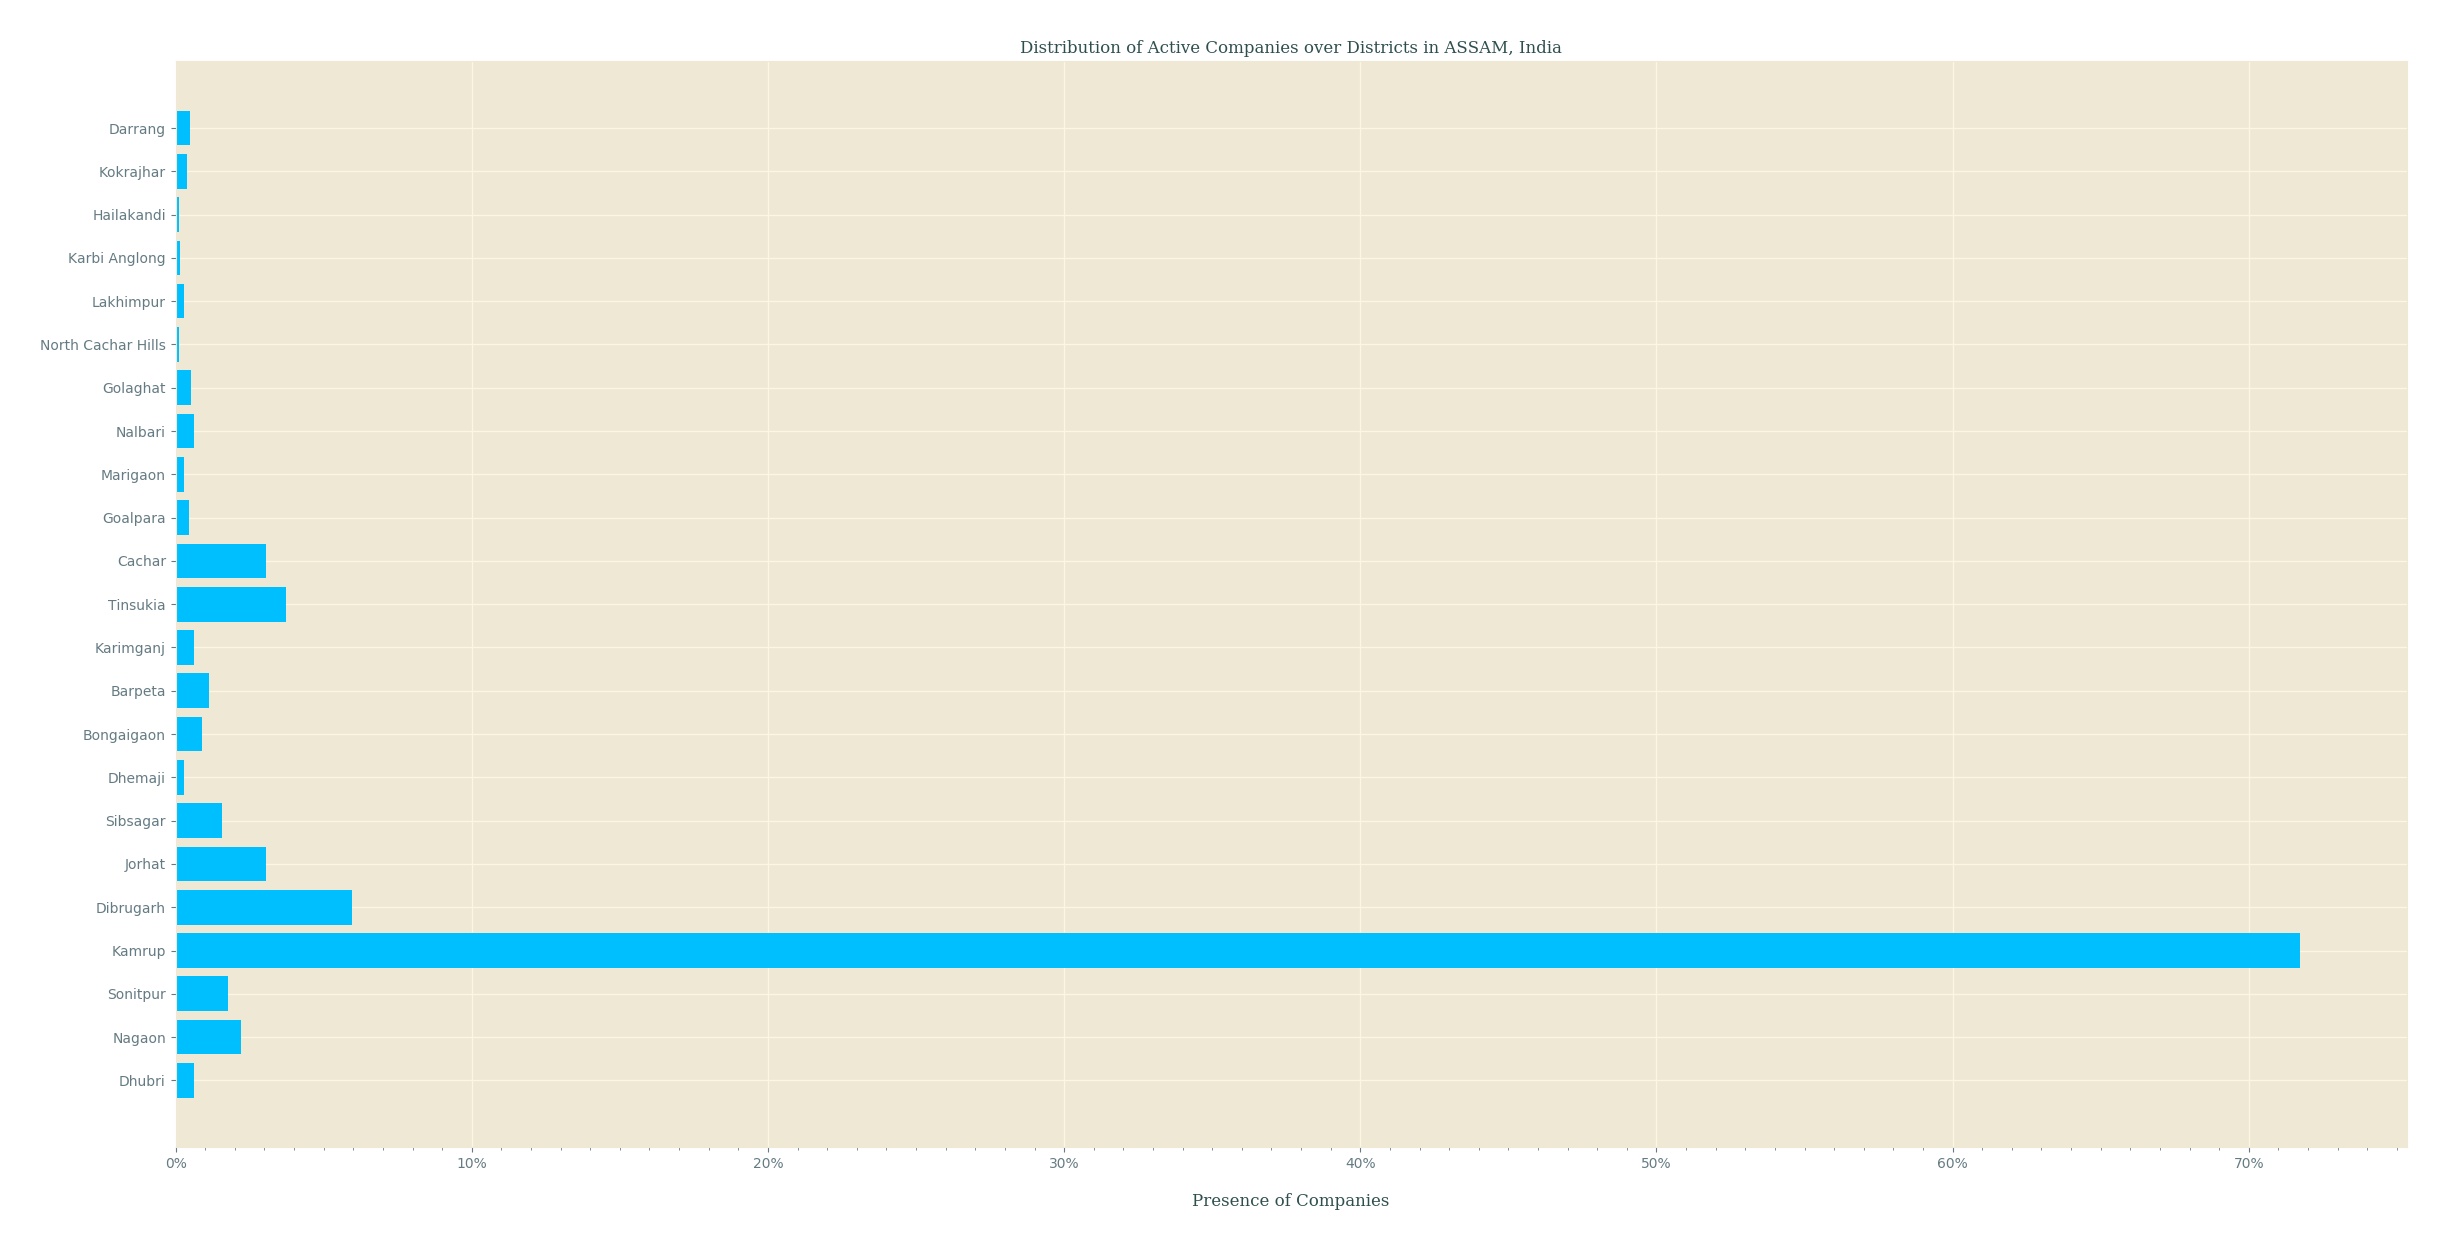 Distribution of Active Companies over Districts in ASSAM, India
Darrang
Kokrajhar
Hailakandi
Karbi Anglong
Lakhimpur
North Cachar Hills
Golaghat
Nalbari
Marigaon
Goalpara
Cachar
Tinsukia
Karimganj
Barpeta
Bongaigaon
Dhemaji
Sibsagar
Jorhat
Dibrugarh
Kamrup
Sonitpur
Nagaon
Dhubri
0% 10% 20% 30% 40% 50% 60% 70%
Presence of Companies